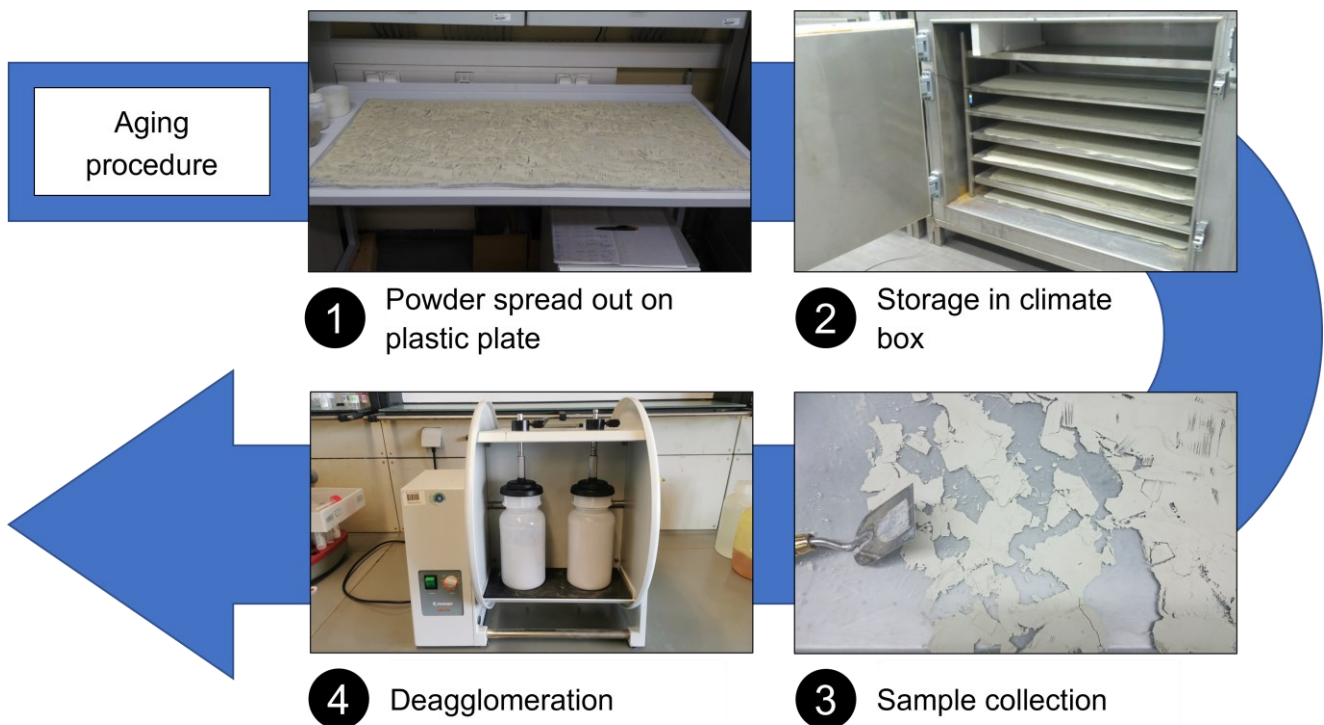 Aging
procedure
1
Powder spread out on
plastic plate
2
Storage in climate
box
4
Deagglomeration
3
Sample collection